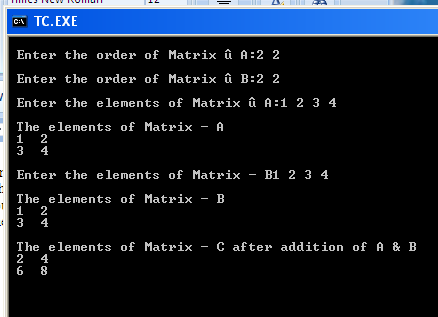 Times New Roman 12
TC.EXE
Enter the order of Matrix û A:2 2
Enter the order of Matrix û B:2 2
Enter the elements of Matrix û A:1 2 3 4
The elements of Matrix - A
1 2
3 4
Enter the elements of Matrix - B1 2 3 4
The elements of Matrix - B
1 2
3 4
The elements of Matrix - C after addition of A & B
2 4
6 8